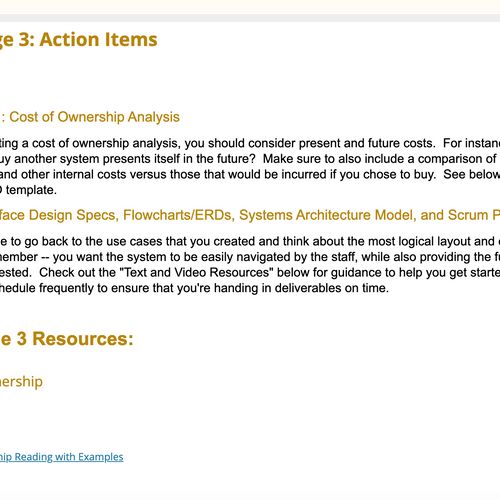 ge 3: Action Items
: Cost of Ownership Analysis
ting a cost of ownership analysis, you should consider present and future costs. For instan
uy another system presents itself in the future? Make sure to also include a comparison of
and other internal costs versus those that would be incurred if you chose to buy. See below
O template.
face Design Specs, Flowcharts/ERDs, Systems Architecture Model, and Scrum P
e to go back to the use cases that you created and think about the most logical layout and
member -- you want the system to be easily navigated by the staff, while also providing the fu
ested. Check out the "Text and Video Resources" below for guidance to help you get starte
hedule frequently to ensure that you're handing in deliverables on time.
e 3 Resources:
nership
hip Reading with Examples